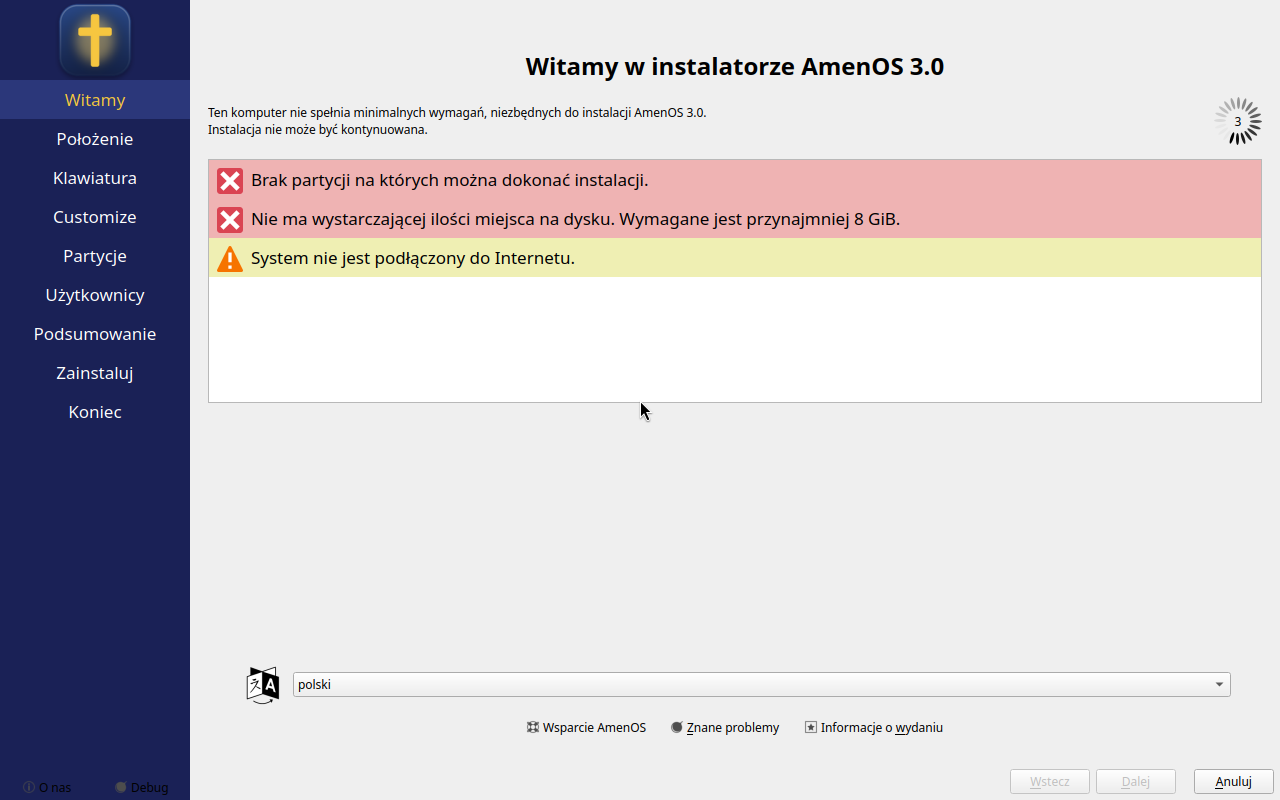 Witamy
Położenie
Klawiatura
Customize
Partycje
Użytkownicy
Podsumowanie
Zainstaluj
Koniec
O nas
Debug
Witamy w instalatorze AmenOS 3.0
Ten komputer nie spełnia minimalnych wymagań, niezbędnych do instalacji AmenOS 3.0.
Instalacja nie może być kontynuowana.
3
Brak partycji na których można dokonać instalacji.
Nie ma wystarczającej ilości miejsca na dysku. Wymagane jest przynajmniej 8 GiB.
System nie jest podłączony do Internetu.
polski
Wsparcie AmenOS
Znane problemy
Informacje o wydaniu
Wstecz
Dalej
Anuluj